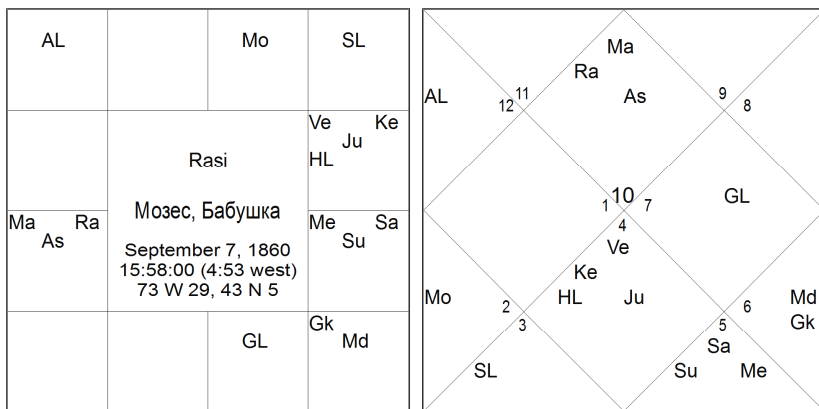 AL Mo SL
Ve Ke
Ju
HL
Rasi
Мозес, Бабушка
September 7, 1860
15:58:00 (4:53 west)
73 W 29, 43 N 5
Ma Ra
As
Me Sa
Su
GL
Gk
Md
Ma
Ra
As
AL
11
12
9
8
10
1
7
4
GL
Ve
Ke
HL Ju
Mo
2
3
6
5
Md
Gk
SL
Sa
Su Me